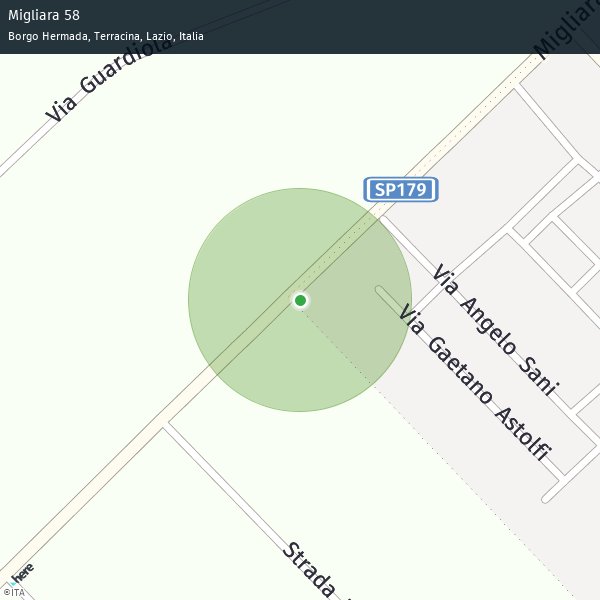 Migliara 58
Borgo Hermada, Terracina, Lazio, Italia
Via Guardiola
Migliara
SP179
Via Angelo Sani
Via Gaetano Astolfi
Strada
here
©ITA